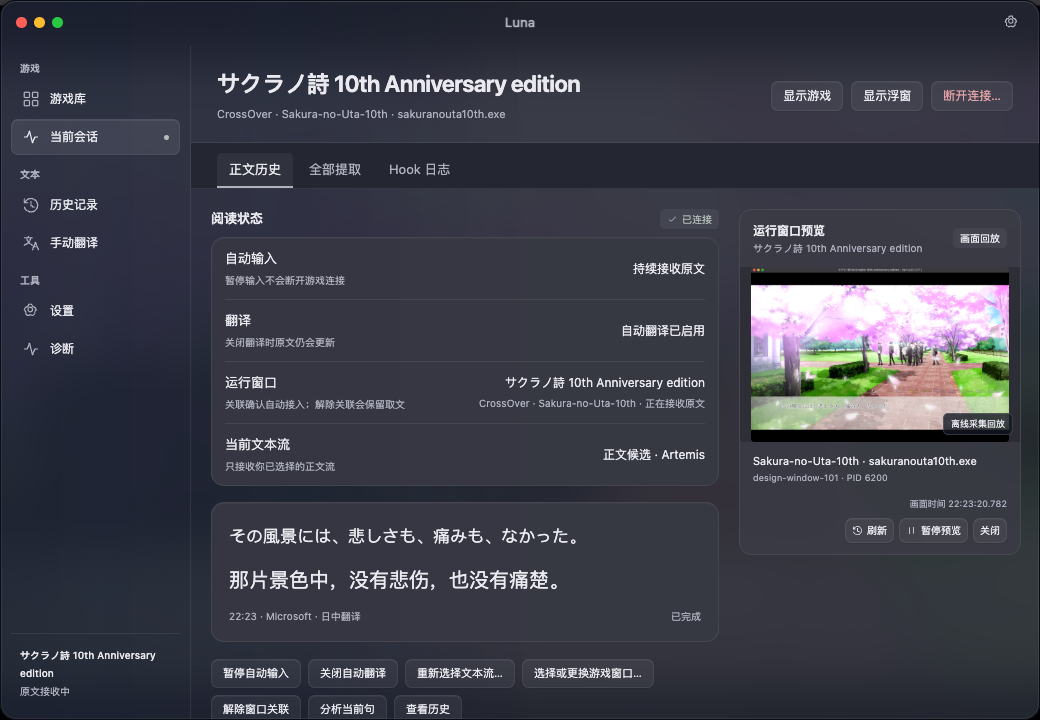 Luna
游戏
游戏库
当前会话
文本
历史记录
手动翻译
工具
设置
诊断
サクラノ詩 10th Anniversary edition
原文接收中
サクラノ詩 10th Anniversary edition
CrossOver · Sakura-no-Uta-10th · sakuranouta10th.exe
显示游戏
显示浮窗
断开连接...
正文历史
全部提取
Hook 日志
阅读状态
已连接
自动输入
暂停输入不会断开游戏连接
持续接收原文
翻译
关闭翻译时原文仍会更新
自动翻译已启用
运行窗口
关联确认自动接入；解除关联会保留取文
サクラノ詩 10th Anniversary edition
CrossOver · Sakura-no-Uta-10th · 正在接收原文
当前文本流
只接收你已选择的正文流
正文候选 · Artemis
その風景には、悲しさも、痛みも、なかった。
那片景色中，没有悲伤，也没有痛楚。
22:23 · Microsoft · 日中翻译
已完成
暂停自动输入
关闭自动翻译
重新选择文本流...
选择或更换游戏窗口...
解除窗口关联
分析当前句
查看历史
运行窗口预览
サクラノ詩 10th Anniversary edition
画面回放
离线采集回放
Sakura-no-Uta-10th · sakuranouta10th.exe
design-window-101 · PID 6200
画面时间 22:23:20.782
刷新
暂停预览
关闭